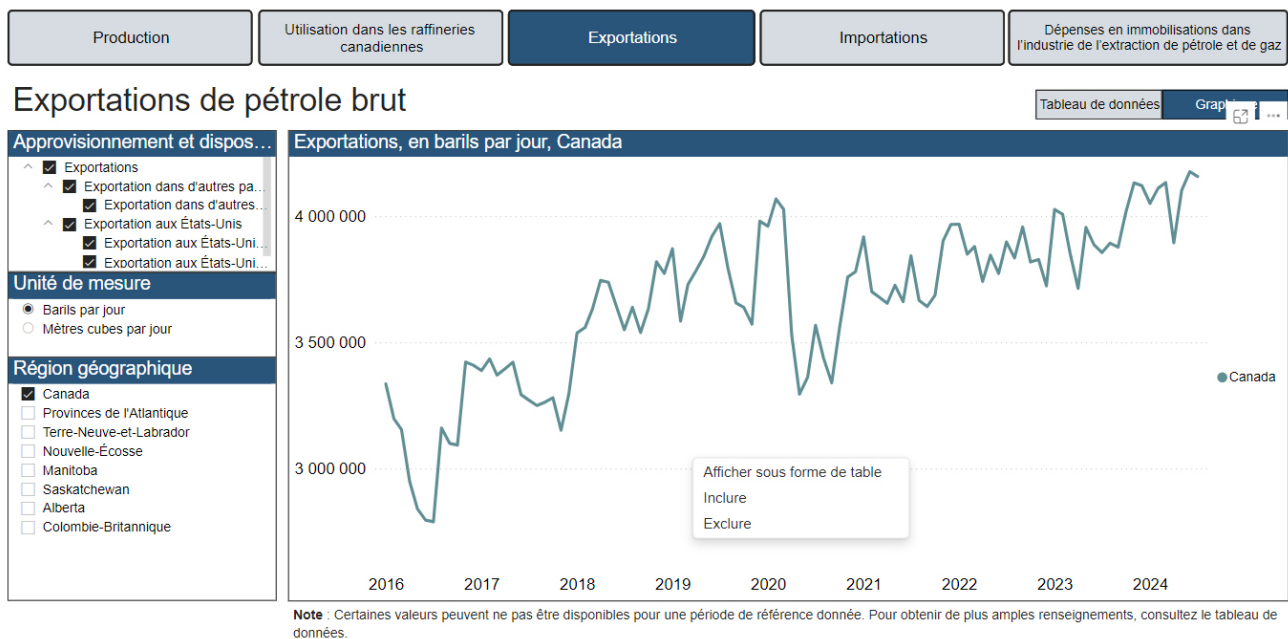 Production
Utilisation dans les raffineries
canadiennes
Exportations
Importations
Dépenses en immobilisations dans
l'industrie de l'extraction de pétrole et de gaz
Exportations de pétrole brut
Tableau de données
Approvisionnement et dispos...
Exportations
Exportation dans d'autres pa...
Exportation dans d'autres...
Exportation aux États-Unis
Exportation aux États-Uni...
Exportation aux États-Uni...
Unité de mesure
Barils par jour
Mètres cubes par jour
Région géographique
Canada
Provinces de l'Atlantique
Terre-Neuve-et-Labrador
Nouvelle-Écosse
Manitoba
Saskatchewan
Alberta
Colombie-Britannique
Exportations, en barils par jour, Canada
4 000 000
3 500 000
3 000 000
Canada
Afficher sous forme de table
Inclure
Exclure
2016 2017 2018 2019 2020 2021 2022 2023 2024
Note : Certaines valeurs peuvent ne pas être disponibles pour une période de référence donnée. Pour obtenir de plus amples renseignements, consultez le tableau de
données.